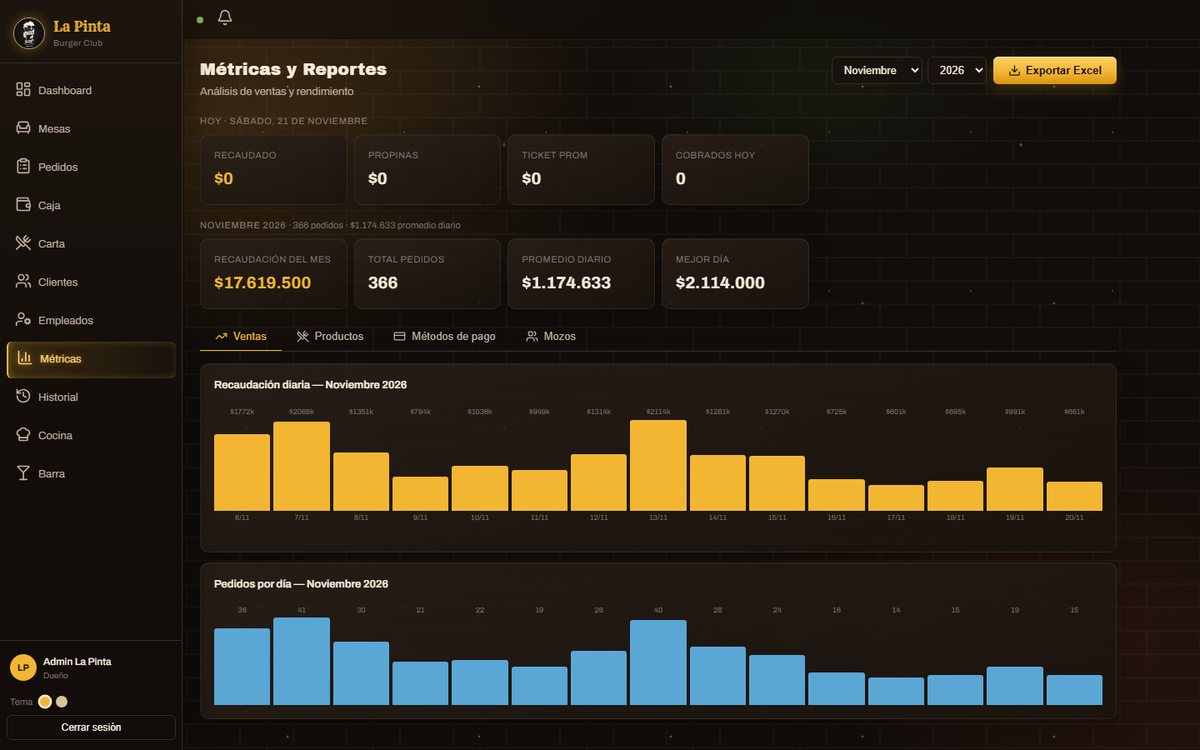 La Pinta
Burger Club
Dashboard
Mesas
Pedidos
Caja
Carta
Clientes
Empleados
Métricas
Historial
Cocina
Barra
LP
Admin La Pinta
Dueño
Tema
Cerrar sesión
Métricas y Reportes
Análisis de ventas y rendimiento
Noviembre
2026
Exportar Excel
HOY · SÁBADO, 21 DE NOVIEMBRE
RECAUDADO
$0
PROPINAS
$0
TICKET PROM
$0
COBRADOS HOY
0
NOVIEMBRE 2026 · 366 pedidos · $1.174.633 promedio diario
RECAUDACIÓN DEL MES
$17.619.500
TOTAL PEDIDOS
366
PROMEDIO DIARIO
$1.174.633
MEJOR DÍA
$2.114.000
Ventas Productos Métodos de pago Mozos
Recaudación diaria — Noviembre 2026
$1772k $2088k $1351k $794k $1036k $949k $1314k $2114k $1281k $1270k $725k $601k $695k $991k $661k
6/11 7/11 8/11 9/11 10/11 11/11 12/11 13/11 14/11 15/11 16/11 17/11 18/11 19/11 20/11
Pedidos por día — Noviembre 2026
36 41 30 21 22 19 26 40 28 24 16 14 15 19 15